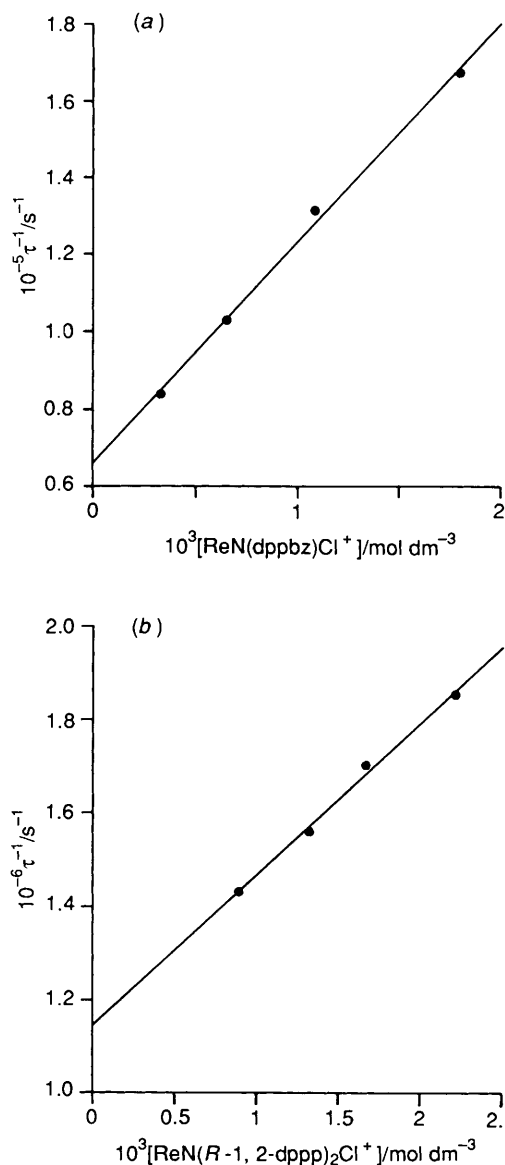 (a)
1.8
1.6
1.4
1.2
1.0
0.8
0.6
10⁻⁵τ⁻¹/s⁻¹
0 1 2
10³[ReN(dppbz)Cl⁺]/mol dm⁻³
(b)
2.0
1.8
1.6
1.4
1.2
1.0
10⁻⁶τ⁻¹/s⁻¹
0 0.5 1 1.5 2 2.
10³[ReN(R-1, 2-dppp)₂Cl⁺]/mol dm⁻³